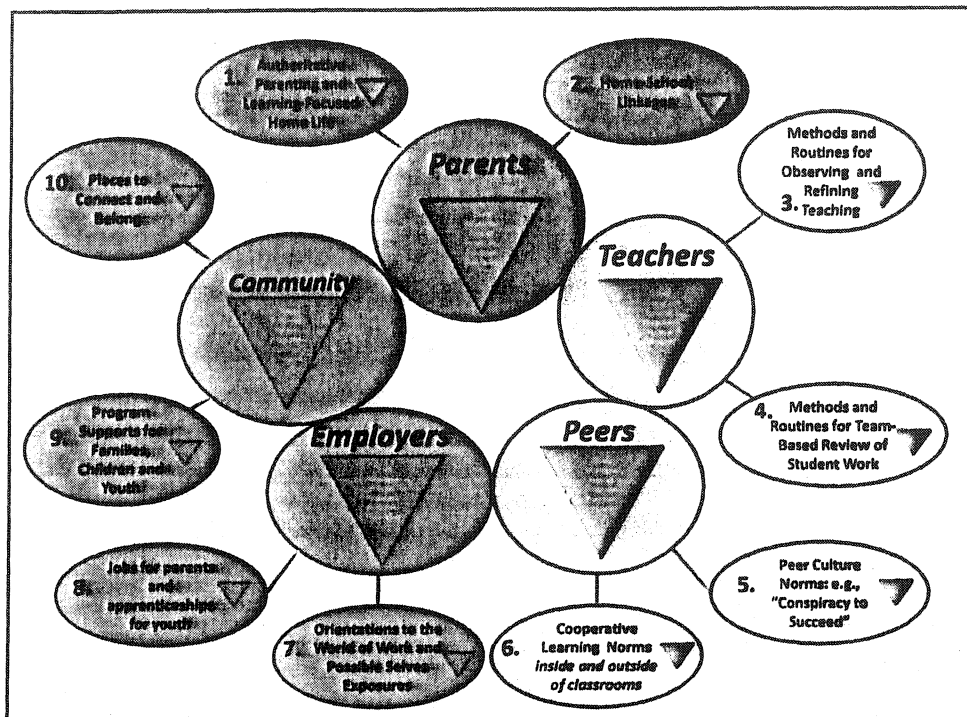 1. Authoritative
Parenting and
Learning-Focused
Home Life
2. Home-School
Linkages
Parents
Methods and
Routines for
Observing and
Refining
3. Teaching
10. Places to
Connect and
Belong
Teachers
Community
4. Methods and
Routines for Team-
Based Review of
Student Work
9. Program
Supports for
Families,
Children and
Youth
Employers
Peers
8. Jobs for parents
and
apprenticeships
for youth
5. Peer Culture
Norms: e.g.,
"Conspiracy to
Succeed"
7. Orientations to the
World of Work and
Possible Selves
Exposures
6. Cooperative
Learning Norms
inside and outside
of classrooms